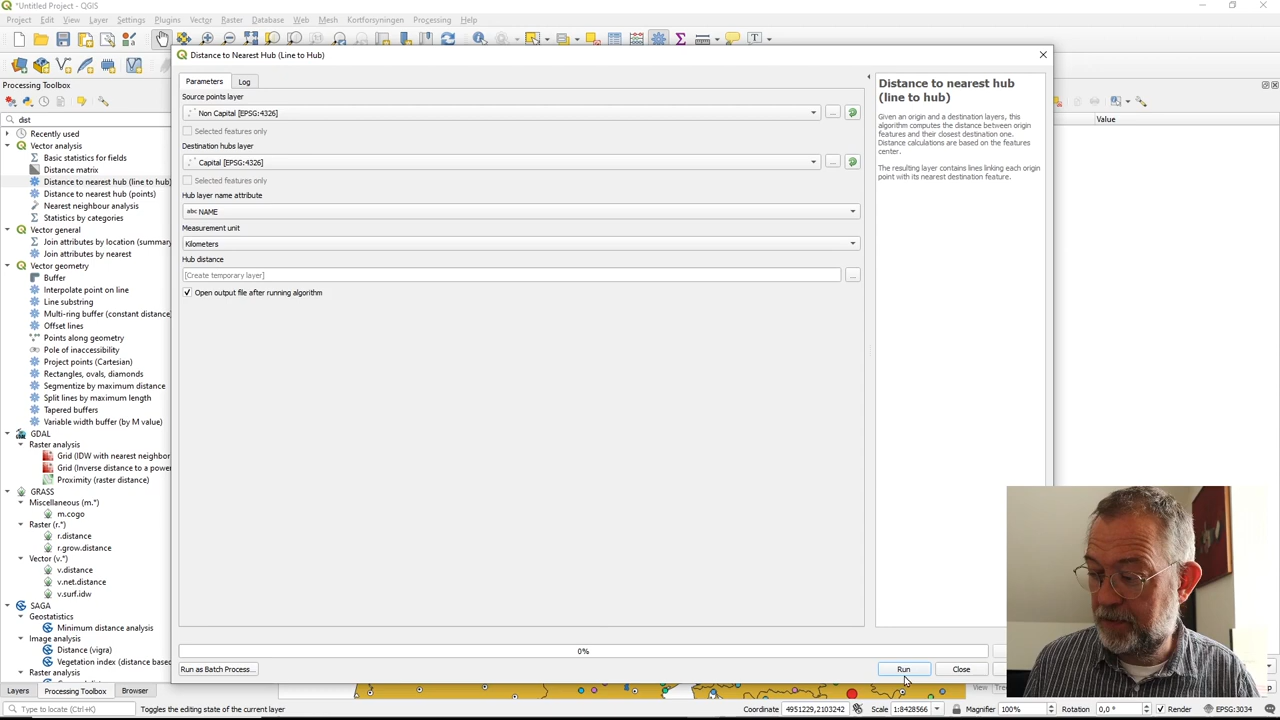 *Untitled Project - QGIS
Project Edit View Layer Settings Plugins Vector Raster Database Web Mesh Kortforsyningen Processing Help
Distance to Nearest Hub (Line to Hub)
Processing Toolbox
dist
Recently used
Vector analysis
Basic statistics for fields
Distance matrix
Distance to nearest hub (line to hub)
Distance to nearest hub (points)
Nearest neighbour analysis
Statistics by categories
Vector general
Join attributes by location (summary
Join attributes by nearest
Vector geometry
Buffer
Interpolate point on line
Line substring
Multi-ring buffer (constant distance
Offset lines
Points along geometry
Pole of inaccessibility
Project points (Cartesian)
Rectangles, ovals, diamonds
Segmentize by maximum distance
Split lines by maximum length
Tapered buffers
Variable width buffer (by M value)
GDAL
Raster analysis
Grid (IDW with nearest neighbor
Grid (Inverse distance to a power
Proximity (raster distance)
GRASS
Miscellaneous (m.*)
m.cogo
Raster (r.*)
r.distance
r.grow.distance
Vector (v.*)
v.distance
v.net.distance
v.surf.idw
SAGA
Geostatistics
Minimum distance analysis
Image analysis
Distance (vigra)
Vegetation index (distance based
Raster analysis
Parameters Log
Source points layer
Non Capital [EPSG:4326]
...
Selected features only
Destination hubs layer
Capital [EPSG:4326]
...
Selected features only
Hub layer name attribute
abc NAME
Measurement unit
Kilometers
Hub distance
[Create temporary layer]
...
Open output file after running algorithm
0%
Run as Batch Process...
Run
Close
Distance to nearest hub
(line to hub)
Given an origin and a destination layers, this
algorithm computes the distance between origin
features and their closest destination one.
Distance calculations are based on the features
center.
The resulting layer contains lines linking each origin
point with its nearest destination feature.
Value
View
Layers Processing Toolbox Browser
Type to locate (Ctrl+K)
Toggles the editing state of the current layer
Coordinate 4951229,2103242 Scale 1:8428566 Magnifier 100% Rotation 0,0 ° Render EPSG:3034